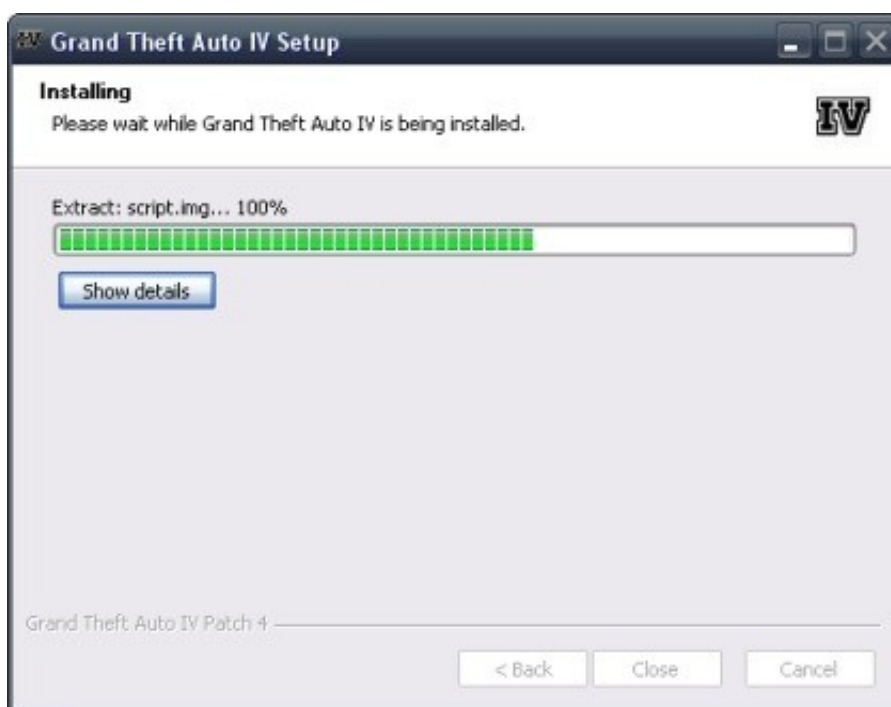 Grand Theft Auto IV Setup
Installing
Please wait while Grand Theft Auto IV is being installed.
IV
Extract: script.img... 100%
Show details
Grand Theft Auto IV Patch 4
< Back Close Cancel